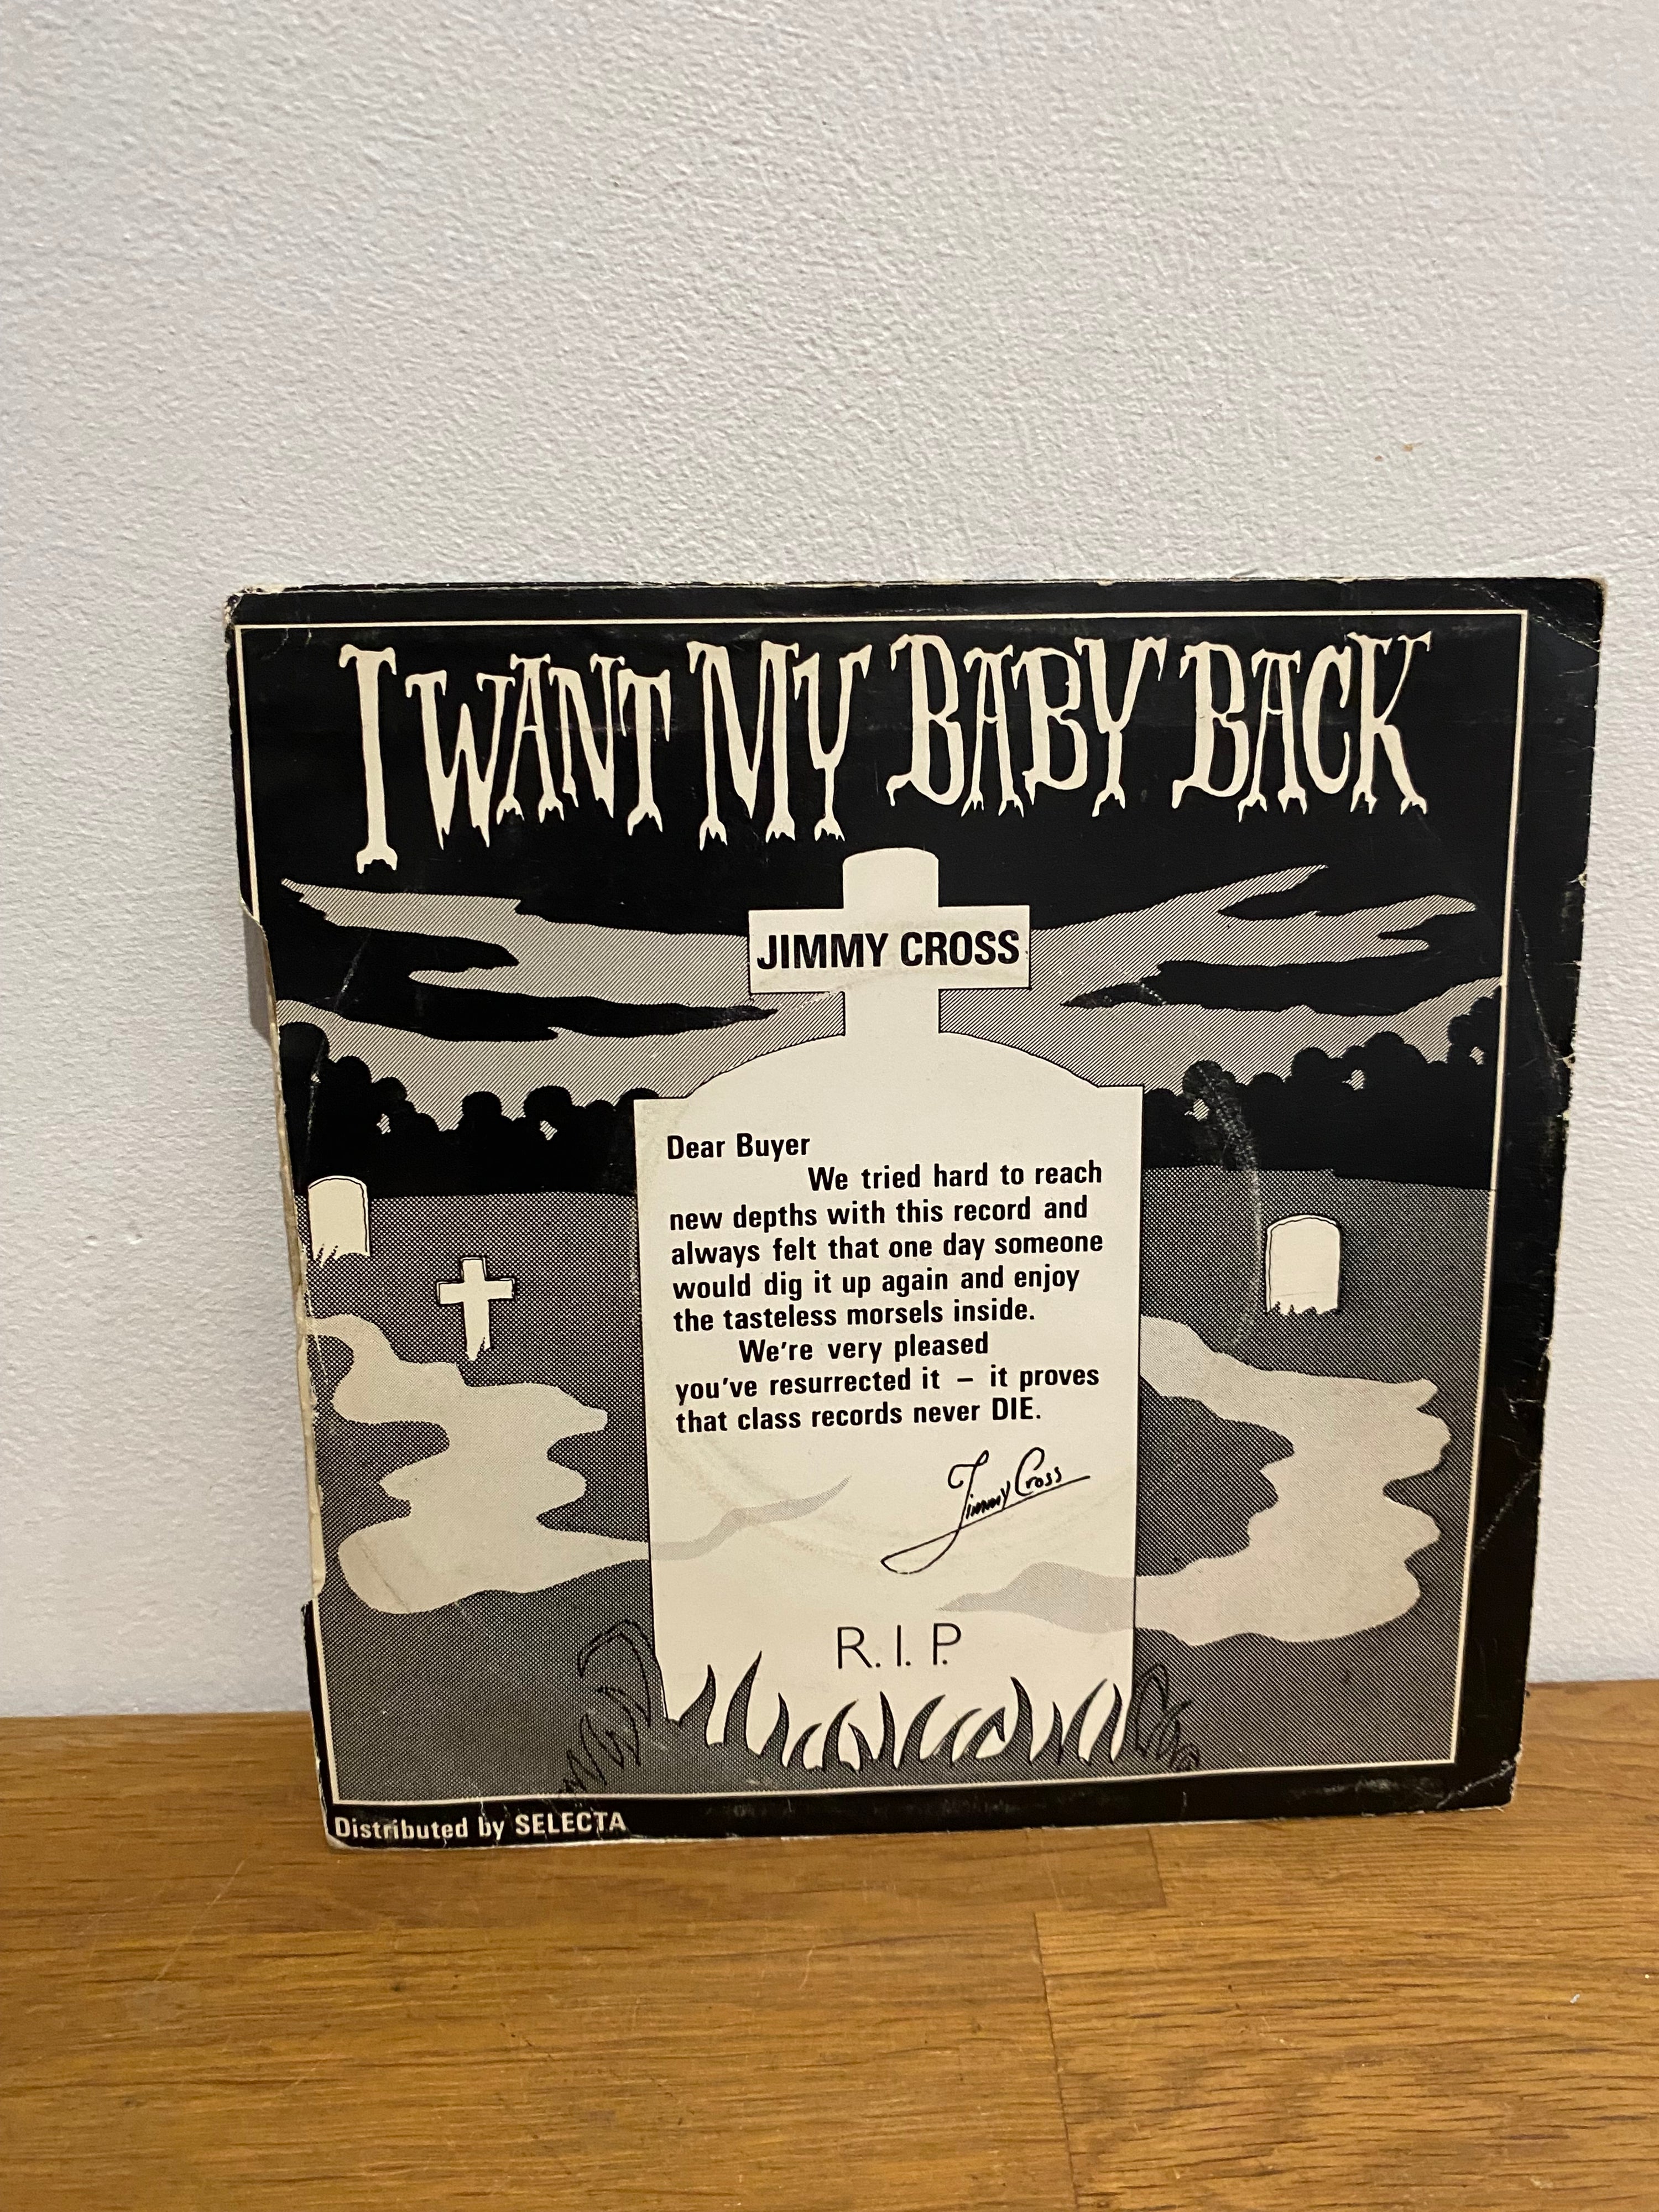 I WANT MY BABY BACK
JIMMY CROSS
Dear Buyer
We tried hard to reach
new depths with this record and
always felt that one day someone
would dig it up again and enjoy
the tasteless morsels inside.
We're very pleased
you've resurrected it – it proves
that class records never DIE.
Jimmy Cross
R.I.P.
Distributed by SELECTA